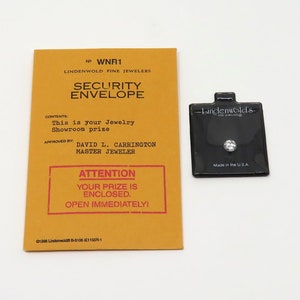 Nº WNR1
LINDENWOLD FINE JEWELERS
SECURITY
ENVELOPE
CONTENTS:
This is your Jewelry
Showroom prize
APPROVED BY: DAVID L. CARRINGTON
MASTER JEWELER
ATTENTION
YOUR PRIZE IS
ENCLOSED.
OPEN IMMEDIATELY!
Lindenwold's
Made in the U.S.A.